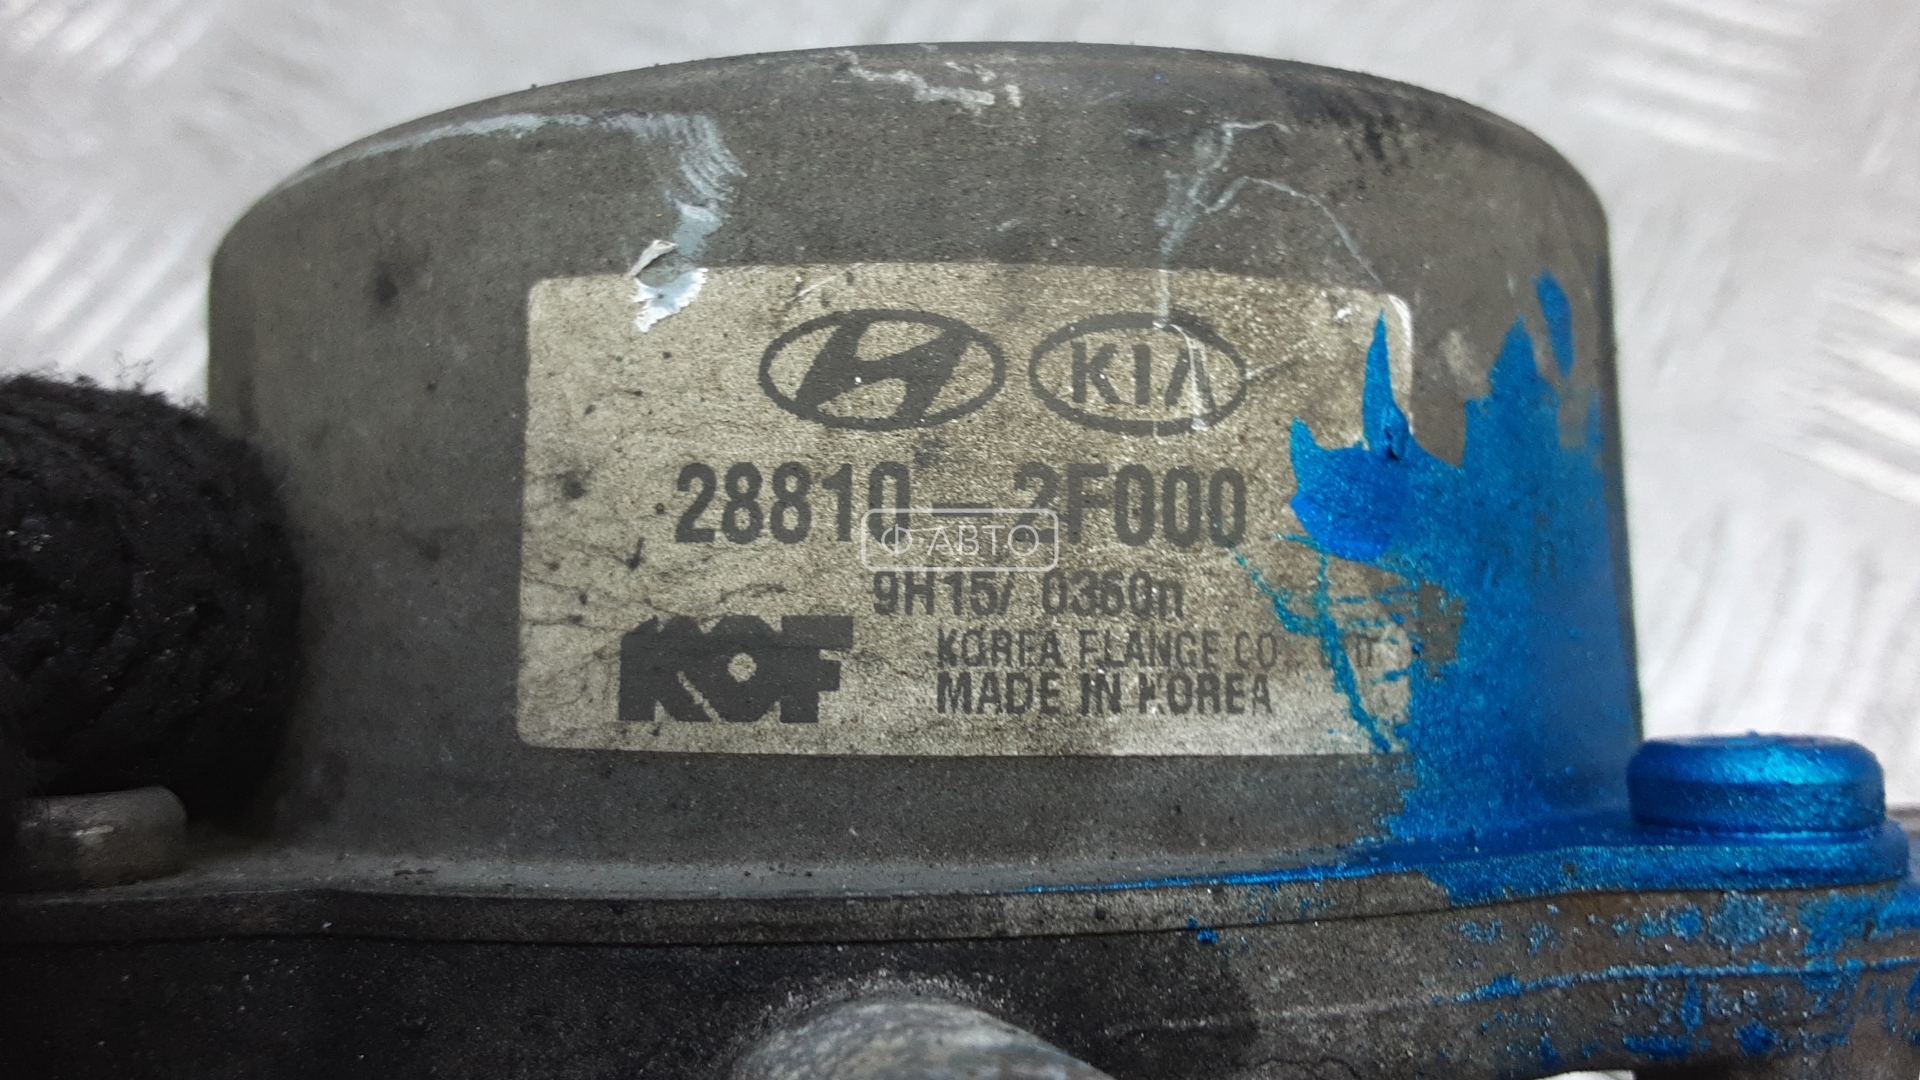 KIA
28810-2F000
Ф АВТО
9H15/ 0360n
KOF
KOREA FLANGE CO.,
MADE IN KOREA